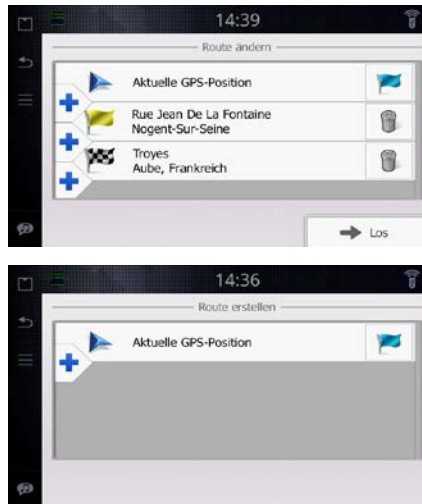 14:39
Route ändern
Aktuelle GPS-Position
Rue Jean De La Fontaine
Nogent-Sur-Seine
Troyes
Aube, Frankreich
Los
14:36
Route erstellen
Aktuelle GPS-Position